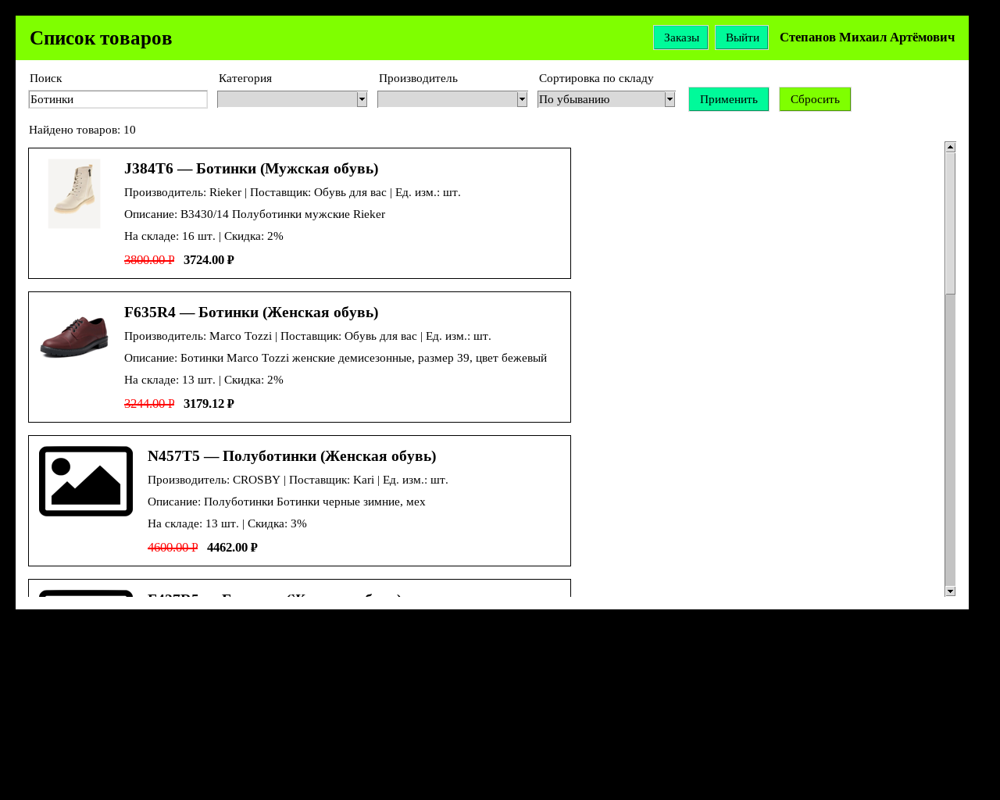 Список товаров
Заказы Выйти Степанов Михаил Артёмович
Поиск Категория Производитель Сортировка по складу
Ботинки По убыванию Применить Сбросить
Найдено товаров: 10
J384T6 — Ботинки (Мужская обувь)
Производитель: Rieker | Поставщик: Обувь для вас | Ед. изм.: шт.
Описание: B3430/14 Полуботинки мужские Rieker
На складе: 16 шт. | Скидка: 2%
3800.00 ₽ 3724.00 ₽
F635R4 — Ботинки (Женская обувь)
Производитель: Marco Tozzi | Поставщик: Обувь для вас | Ед. изм.: шт.
Описание: Ботинки Marco Tozzi женские демисезонные, размер 39, цвет бежевый
На складе: 13 шт. | Скидка: 2%
3244.00 ₽ 3179.12 ₽
N457T5 — Полуботинки (Женская обувь)
Производитель: CROSBY | Поставщик: Kari | Ед. изм.: шт.
Описание: Полуботинки Ботинки черные зимние, мех
На складе: 13 шт. | Скидка: 3%
4600.00 ₽ 4462.00 ₽